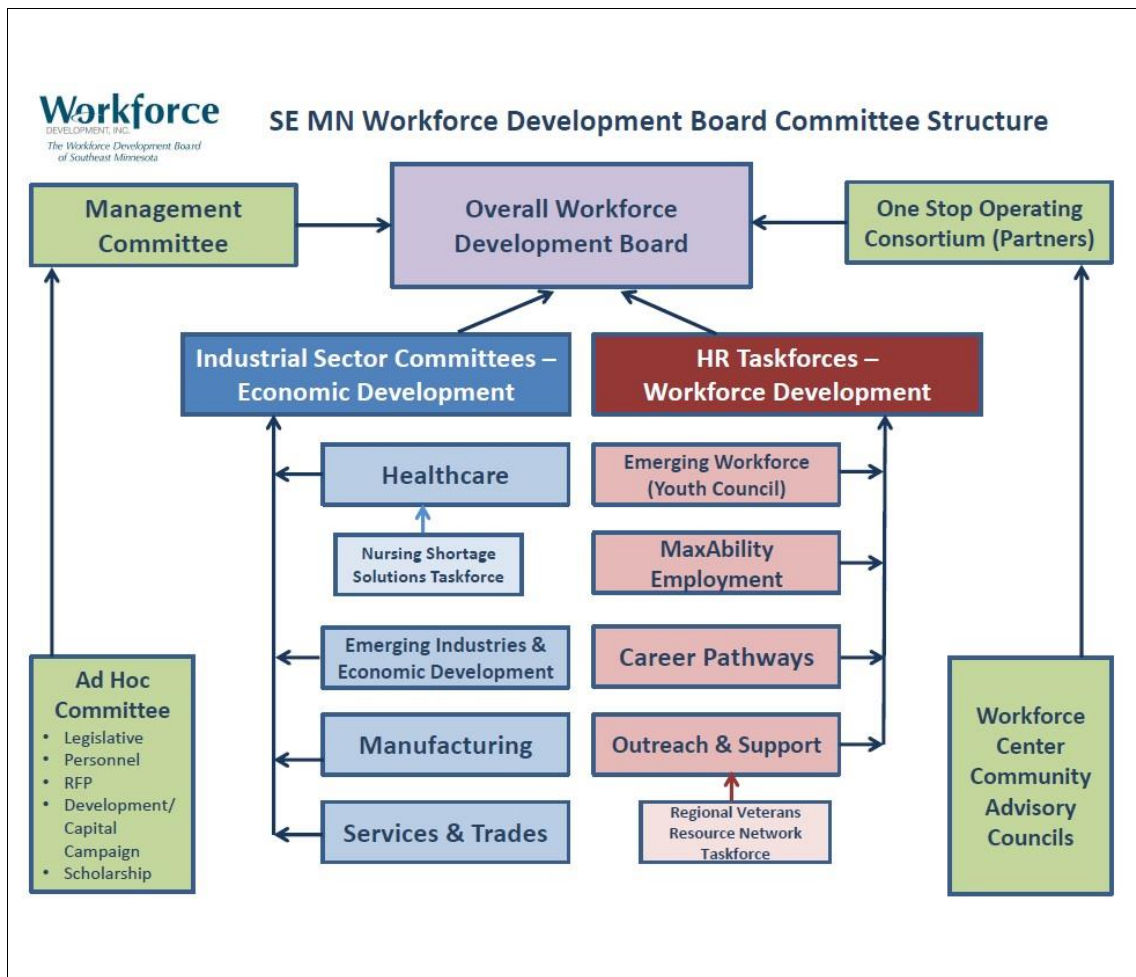 Workforce
DEVELOPMENT, INC.
The Workforce Development Board
of Southeast Minnesota
SE MN Workforce Development Board Committee Structure
Management
Committee
Overall Workforce
Development Board
One Stop Operating
Consortium (Partners)
Industrial Sector Committees –
Economic Development
HR Taskforces –
Workforce Development
Healthcare
Nursing Shortage
Solutions Taskforce
Emerging Industries &
Economic Development
Manufacturing
Services & Trades
Emerging Workforce
(Youth Council)
MaxAbility
Employment
Career Pathways
Outreach & Support
Regional Veterans
Resource Network
Taskforce
Ad Hoc
Committee
• Legislative
• Personnel
• RFP
• Development/
Capital
Campaign
• Scholarship
Workforce
Center
Community
Advisory
Councils